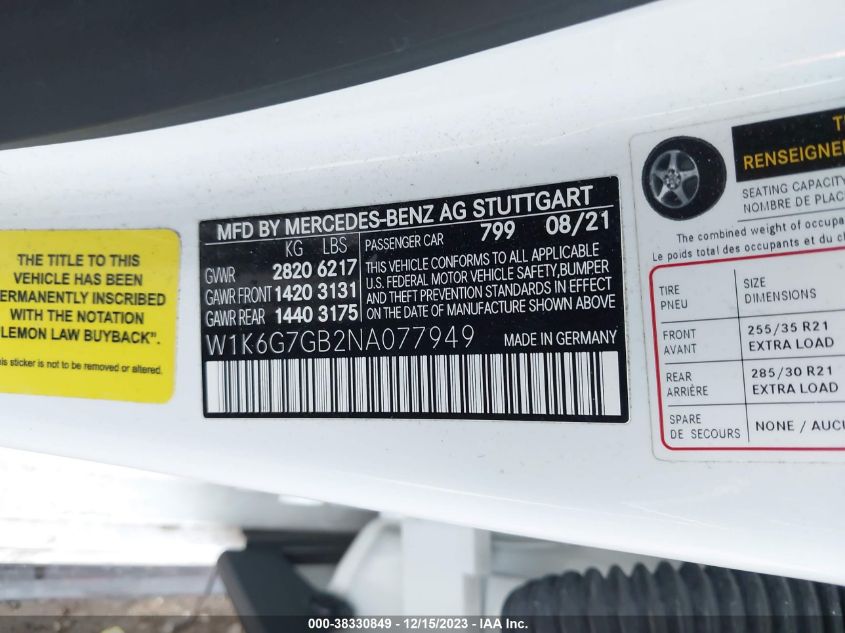 THE TITLE TO THIS
VEHICLE HAS BEEN
PERMANENTLY INSCRIBED
WITH THE NOTATION
"LEMON LAW BUYBACK".
must not be removed or altered.
MFD BY MERCEDES-BENZ AG STUTTGART
KG LBS
GVWR 2820 6217
GAWR FRONT 1420 3131
GAWR REAR 1440 3175
PASSENGER CAR 799 08/21
THIS VEHICLE CONFORMS TO ALL APPLICABLE
U.S. FEDERAL MOTOR VEHICLE SAFETY, BUMPER
AND THEFT PREVENTION STANDARDS IN EFFECT
ON THE DATE OF MANUFACTURE SHOWN ABOVE
W1K6G7GB2NA077949
MADE IN GERMANY
RENSEIGNE
SEATING CAPACITY
NOMBRE DE PLAC
The combined weight of occupa
Le poids total des occupants et du ch
TIRE SIZE
PNEU DIMENSIONS
FRONT 255/35 R21
AVANT EXTRA LOAD
REAR 285/30 R21
ARRIÈRE EXTRA LOAD
SPARE
DE SECOURS NONE / AUCU
000-38330849 - 12/15/2023 - IAA Inc.